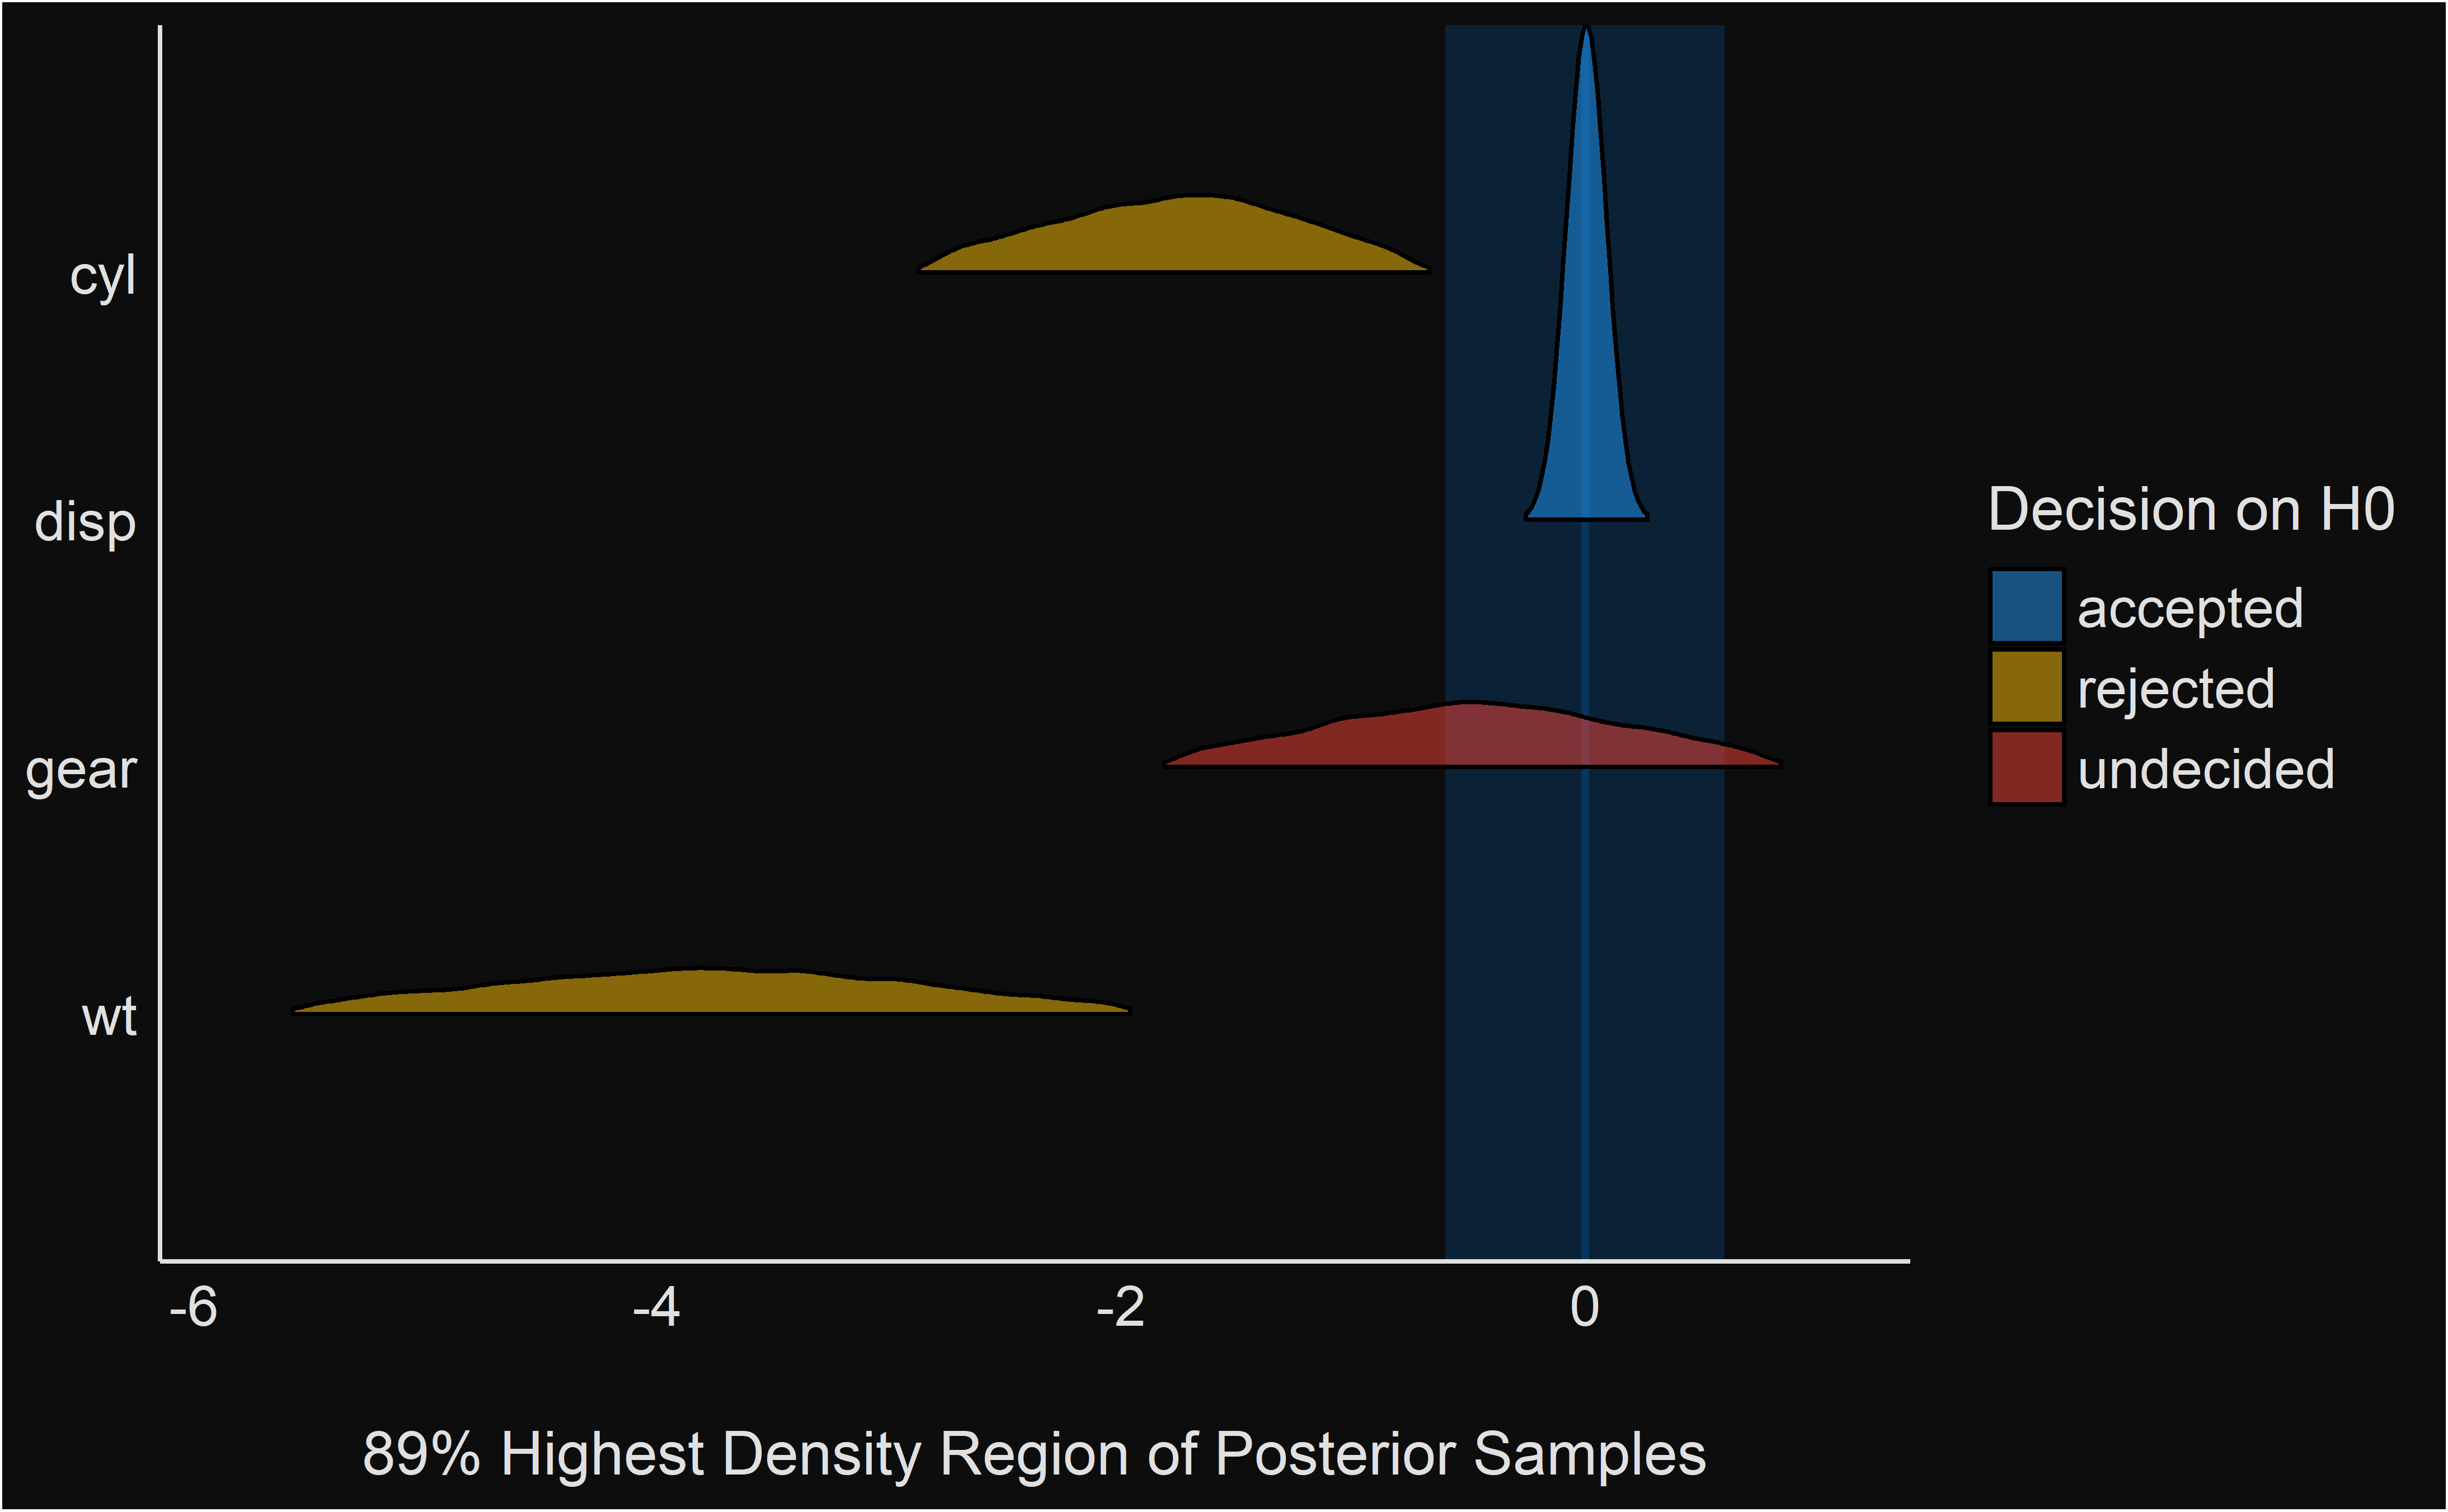 cyl
disp
gear
wt
-6 -4 -2 0
89% Highest Density Region of Posterior Samples
Decision on H0
accepted
rejected
undecided